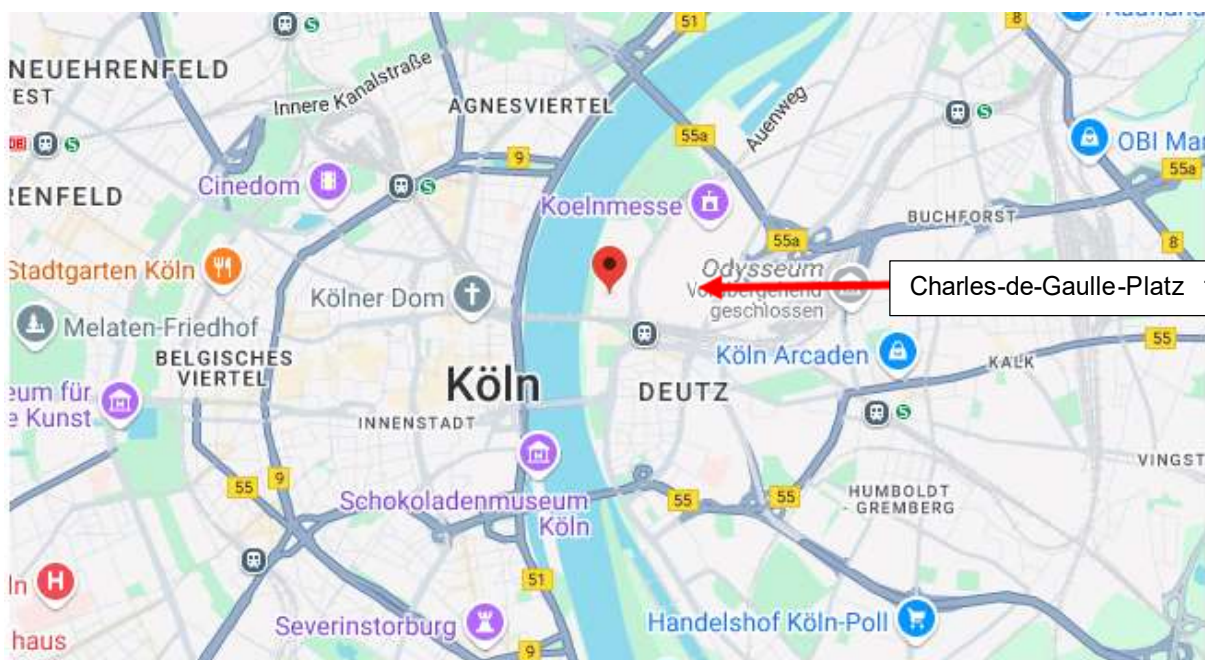 51
8
NEUEHRENFELD
EST
Innere Kanalstraße
AGNESVIERTEL
Auenweg
S
S
S
55a
OBI Mar
9
55a
Cinedom
S
RENFELD
Koelnmesse
BUCHFORST
55a
8
Stadtgarten Köln
Odysseum
geschlossen
Charles-de-Gaulle-Platz
Kölner Dom
Melaten-Friedhof
BELGISCHES
VIERTEL
Köln Arcaden
55
KALK
Köln
DEUTZ
eum für
e Kunst
INNENSTADT
S
VINGST
55
9
Schokoladenmuseum
Köln
55
55
HUMBOLDT
- GREMBERG
51
ln
H
Severinstorburg
Handelshof Köln-Poll
haus
9